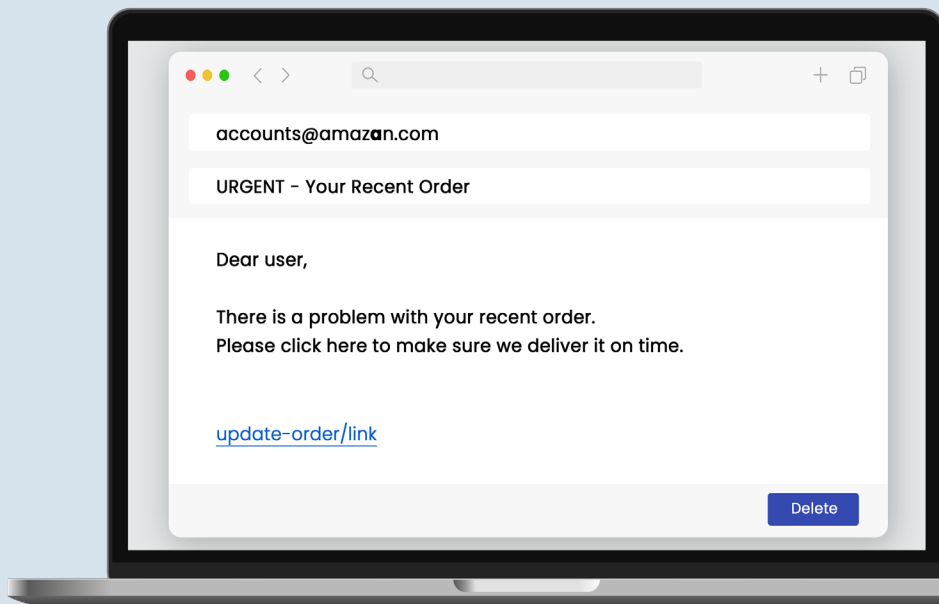 accounts@amazan.com
URGENT - Your Recent Order
Dear user,
There is a problem with your recent order.
Please click here to make sure we deliver it on time.
update-order/link
Delete